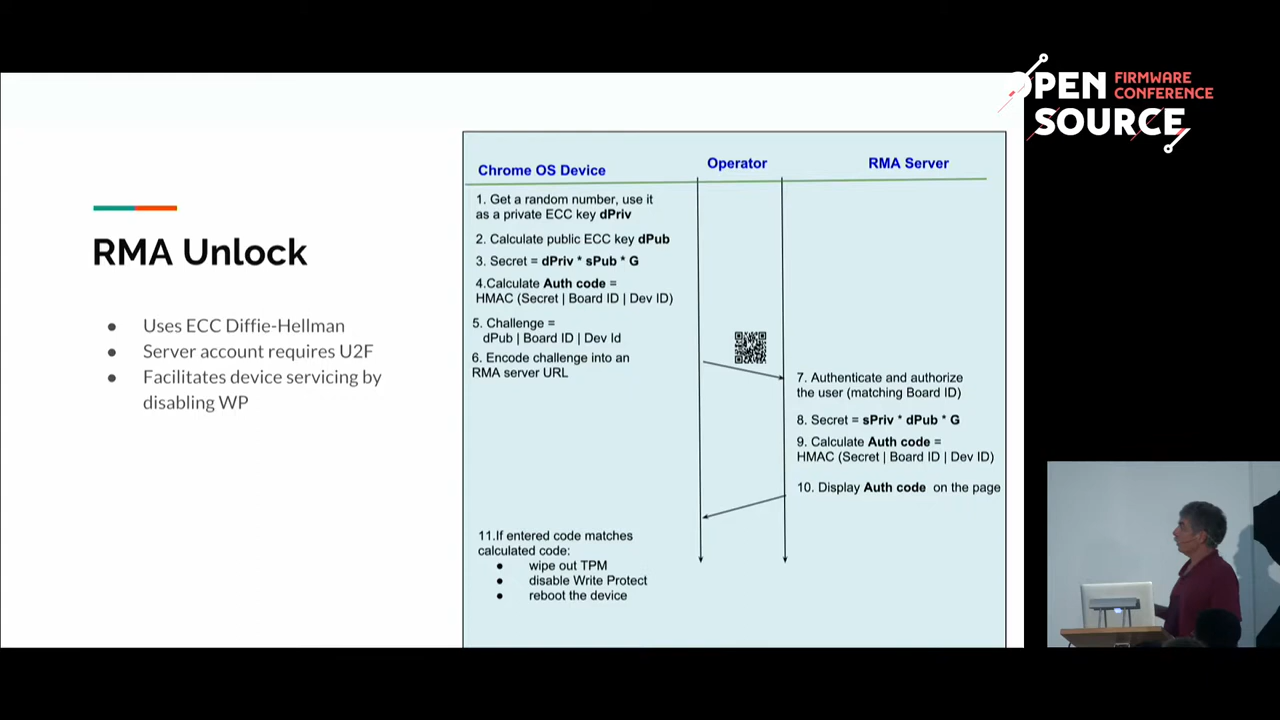 OPEN
FIRMWARE
CONFERENCE
SOURCE
RMA Unlock
● Uses ECC Diffie-Hellman
● Server account requires U2F
● Facilitates device servicing by
disabling WP
Chrome OS Device
Operator
RMA Server
1. Get a random number, use it
as a private ECC key dPriv
2. Calculate public ECC key dPub
3. Secret = dPriv * sPub * G
4.Calculate Auth code =
HMAC (Secret | Board ID | Dev ID)
5. Challenge =
dPub | Board ID | Dev Id
6. Encode challenge into an
RMA server URL
7. Authenticate and authorize
the user (matching Board ID)
8. Secret = sPriv * dPub * G
9. Calculate Auth code =
HMAC (Secret | Board ID | Dev ID)
10. Display Auth code on the page
11.If entered code matches
calculated code:
● wipe out TPM
● disable Write Protect
● reboot the device